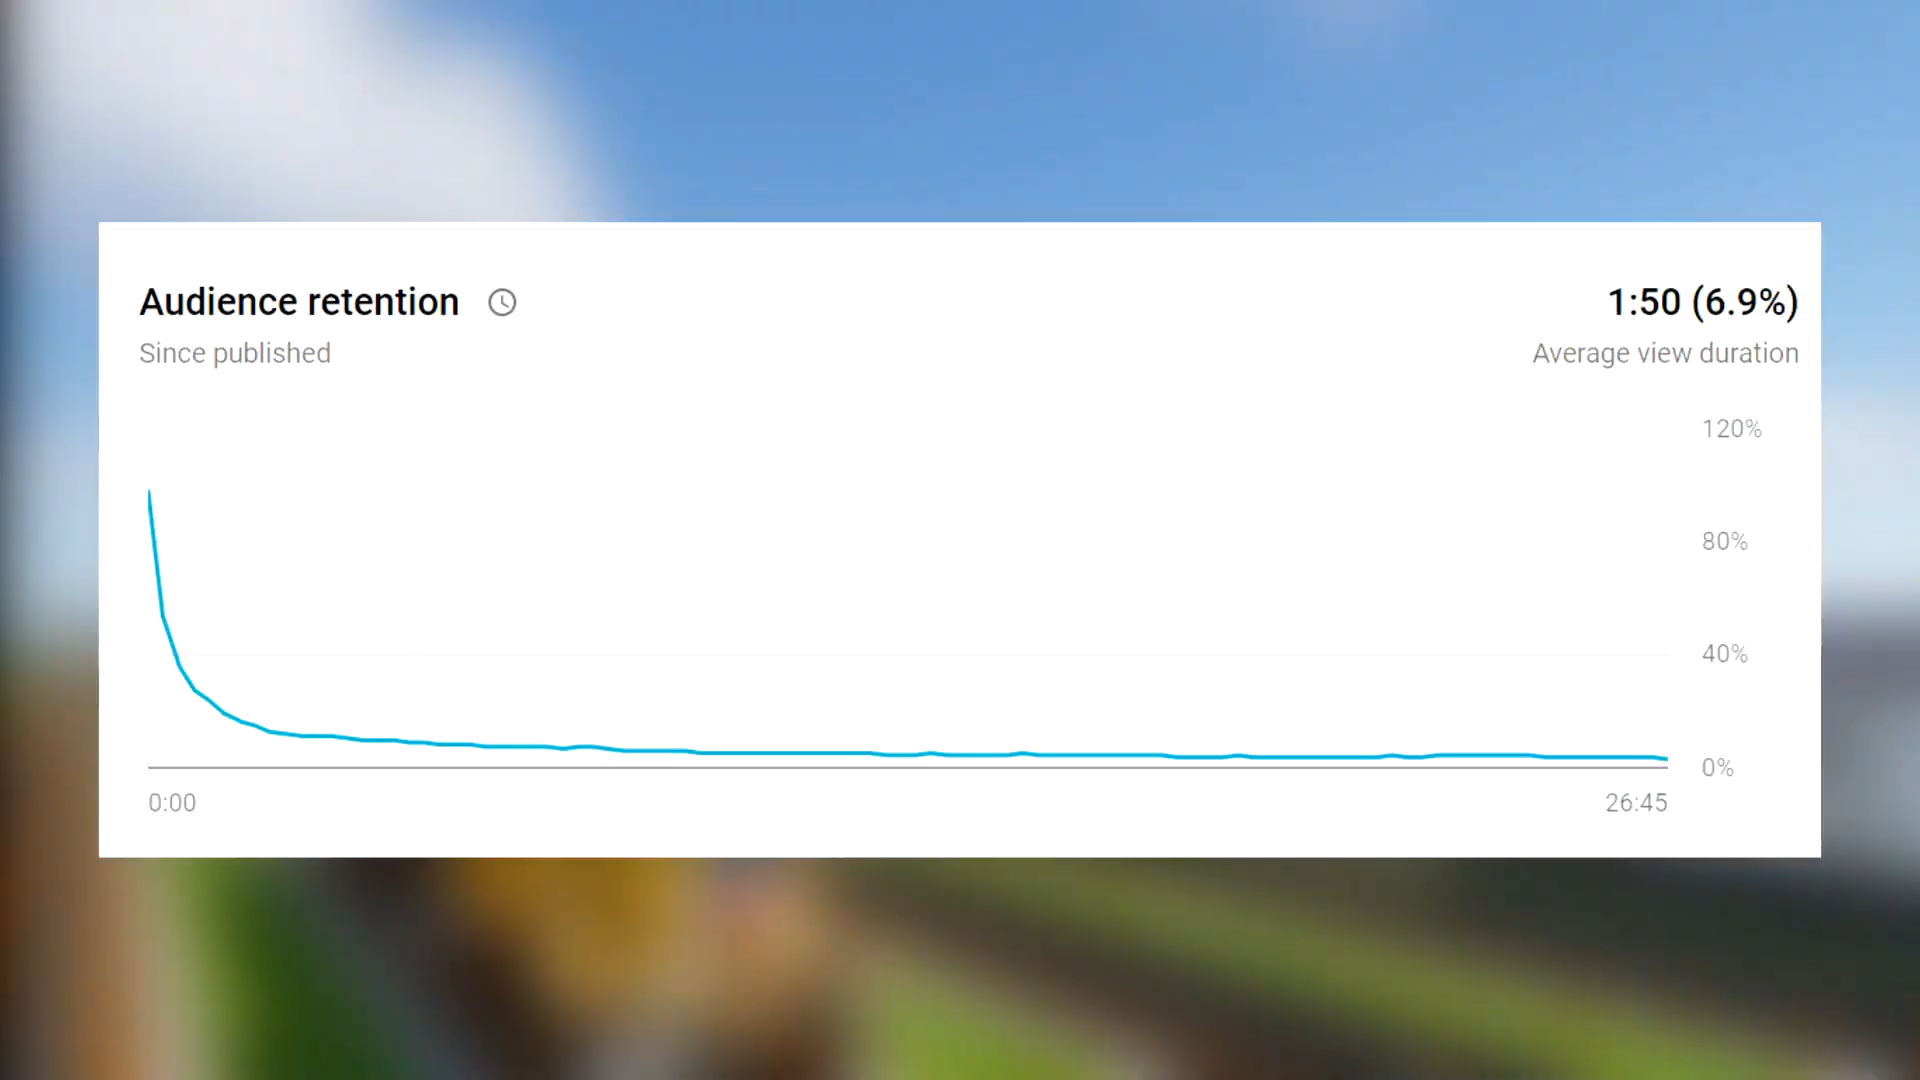 Audience retention
1:50 (6.9%)
Since published
Average view duration
120%
80%
40%
0%
0:00
26:45